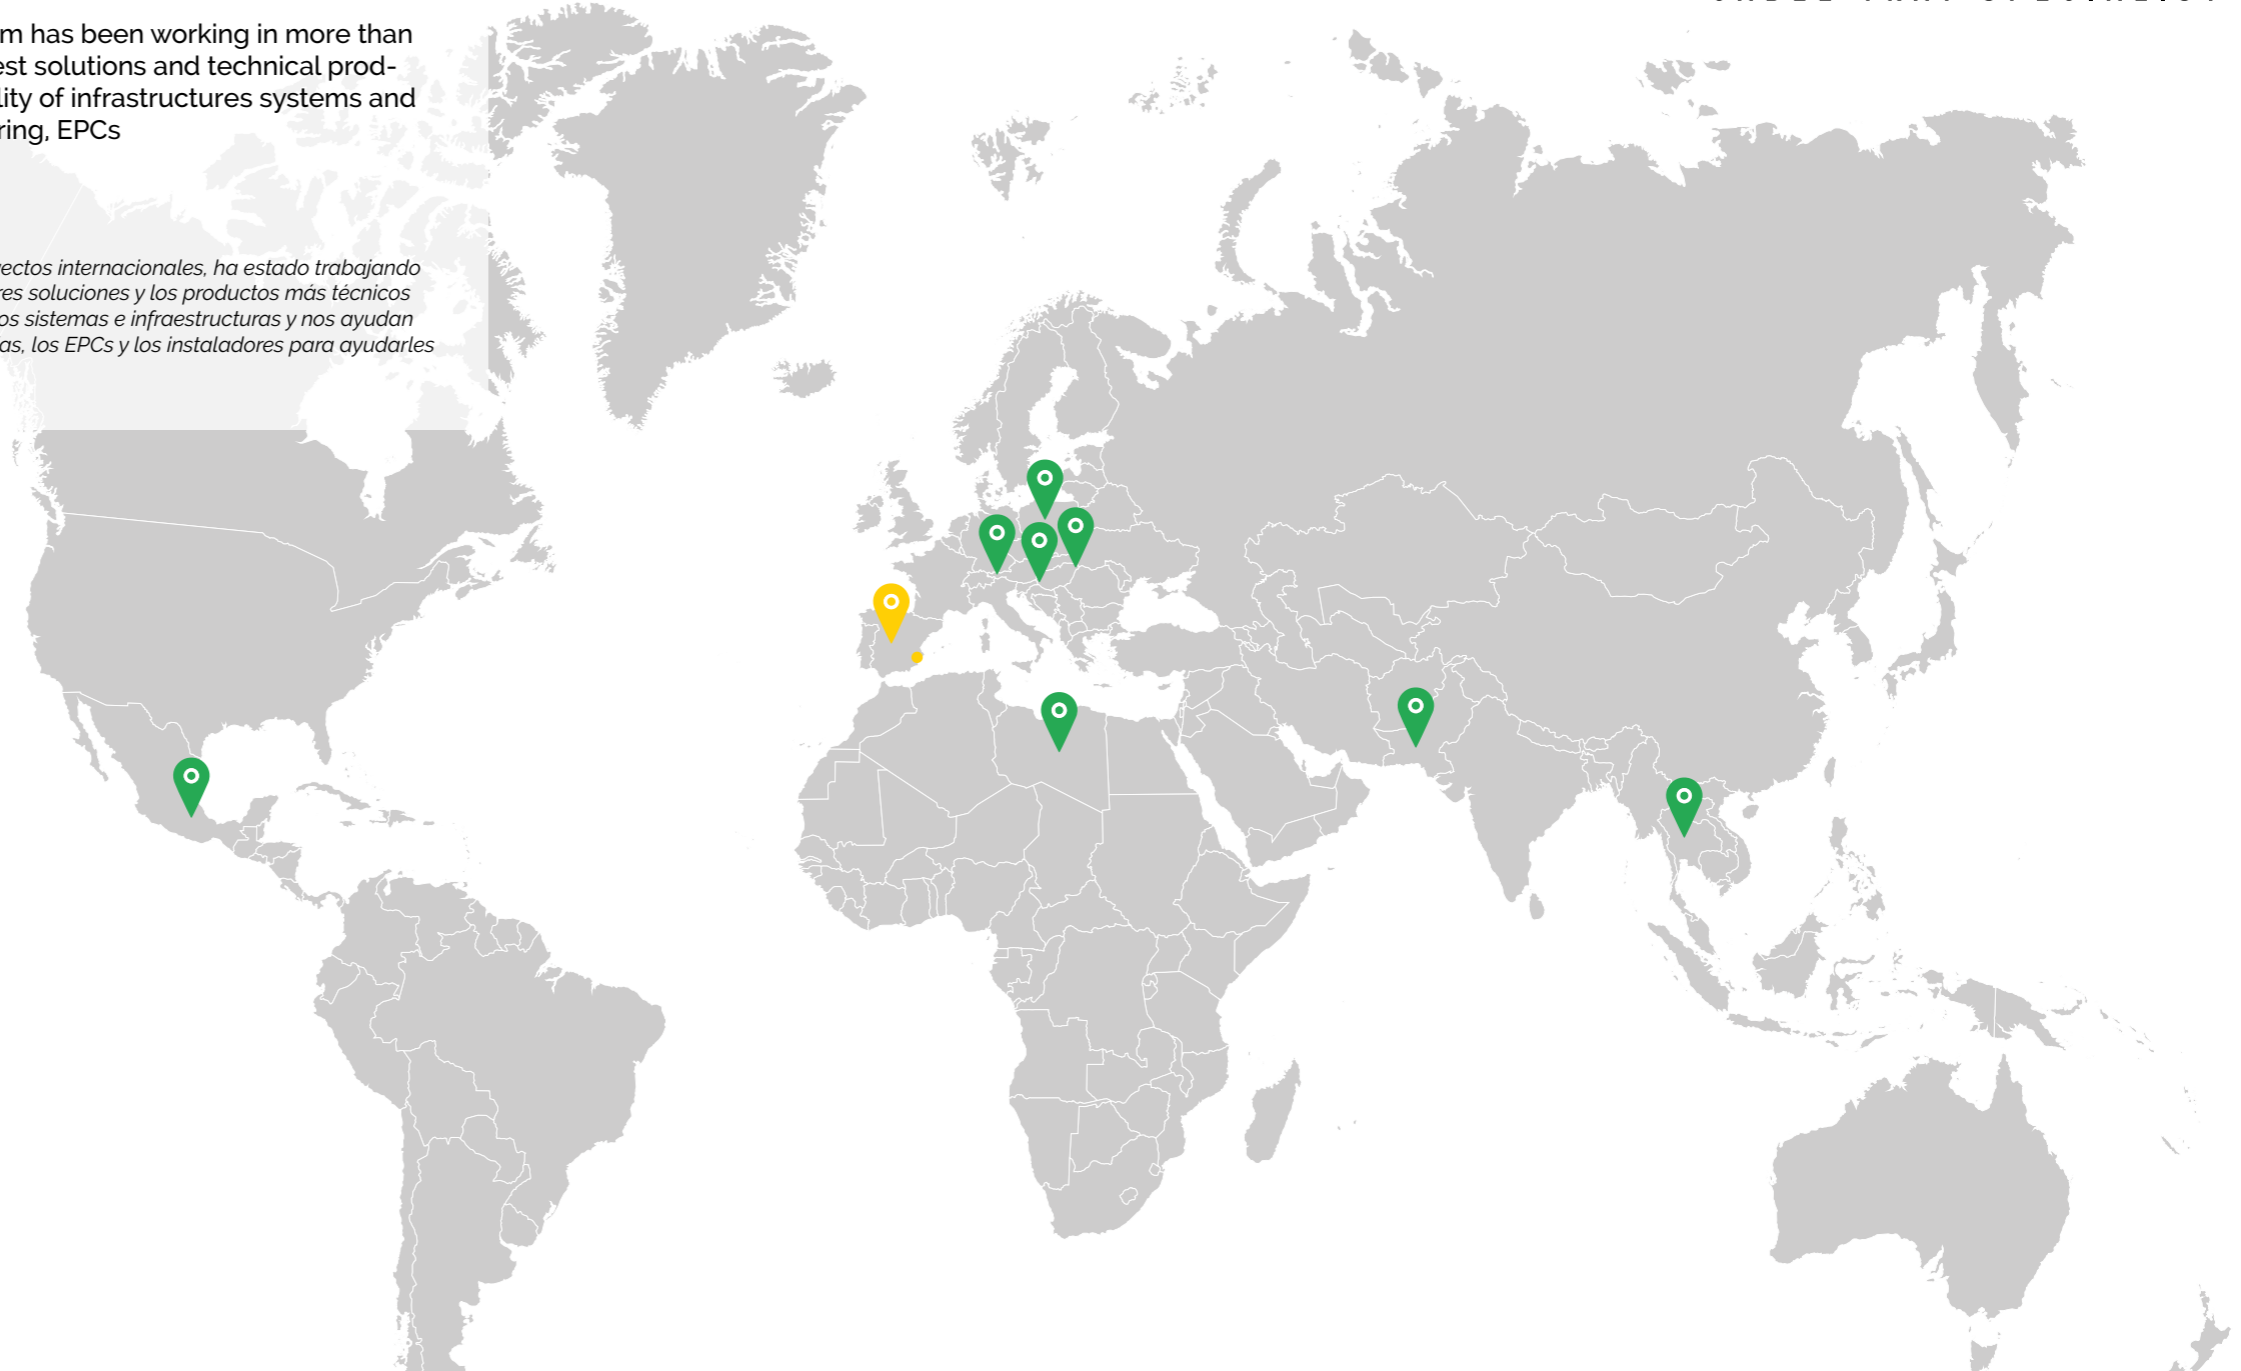 m has been working in more than
est solutions and technical prod-
lity of infrastructures systems and
ring, EPCs
ectos internacionales, ha estado trabajando
res soluciones y los productos más técnicos
os sistemas e infraestructuras y nos ayudan
as, los EPCs y los instaladores para ayudarles